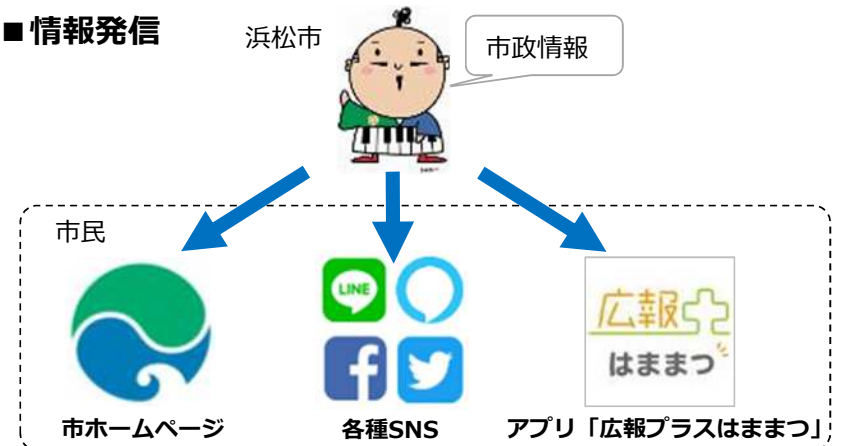 ■情報発信
浜松市
市政情報
市民
LINE
広報
はままつ
市ホームページ
各種SNS
アプリ「広報プラスはままつ」